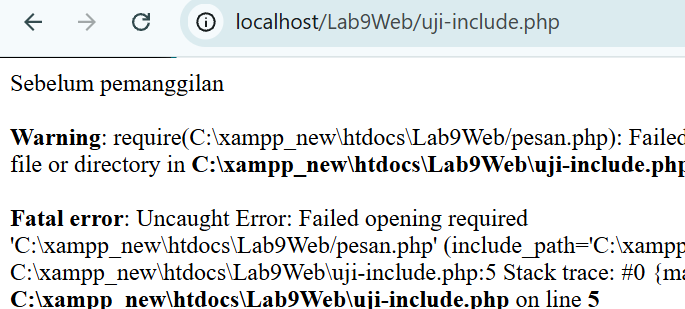 localhost/Lab9Web/uji-include.php
Sebelum pemanggilan
Warning: require(C:\xampp_new\htdocs\Lab9Web/pesan.php): Failed
file or directory in C:\xampp_new\htdocs\Lab9Web\uji-include.php
Fatal error: Uncaught Error: Failed opening required
'C:\xampp_new\htdocs\Lab9Web/pesan.php' (include_path='C:\xampp
C:\xampp_new\htdocs\Lab9Web\uji-include.php:5 Stack trace: #0 {ma
C:\xampp_new\htdocs\Lab9Web\uji-include.php on line 5